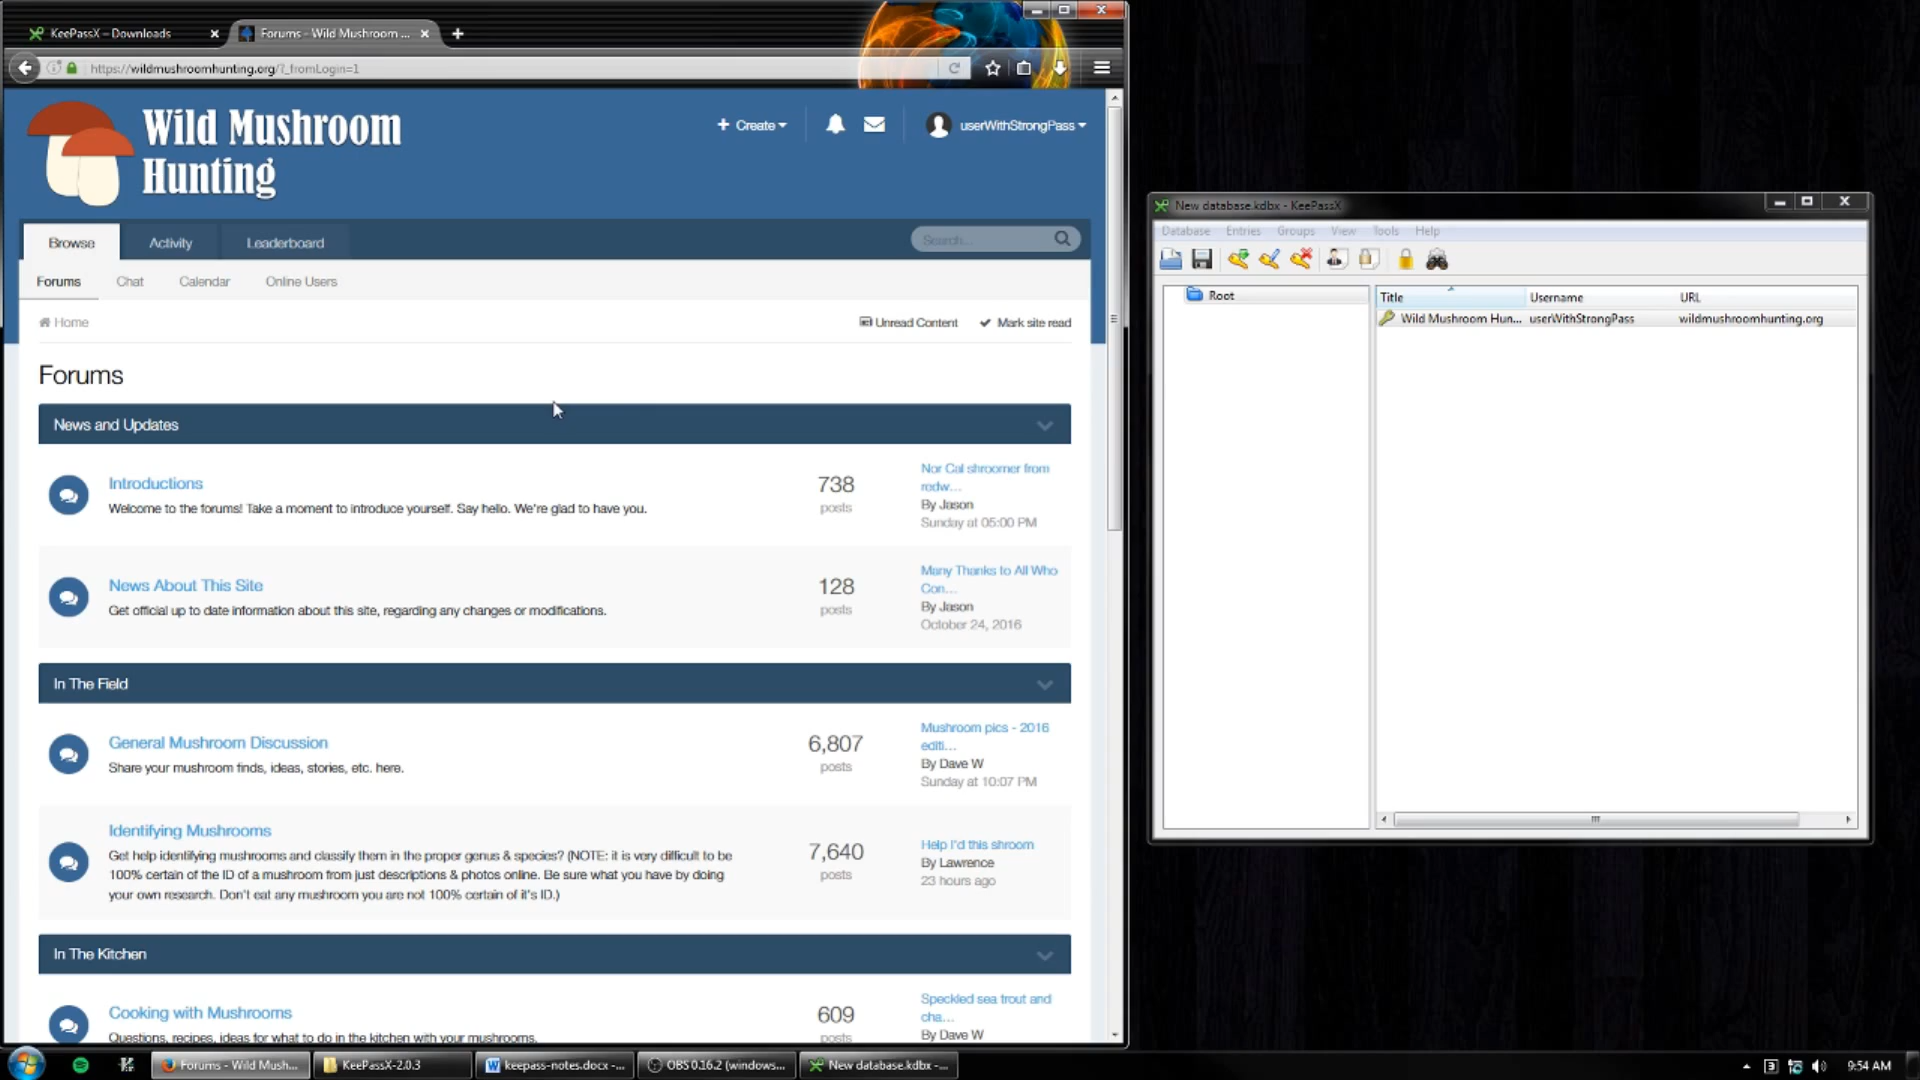 KeePassX – Downloads
Forums - Wild Mushroom ...
https://wildmushroomhunting.org/?_fromLogin=1
Wild Mushroom
Hunting
+ Create
userWithStrongPass
Browse
Activity
Leaderboard
Search...
Forums
Chat
Calendar
Online Users
Home
Unread Content
Mark site read
Forums
News and Updates
Introductions
Welcome to the forums! Take a moment to introduce yourself. Say hello. We're glad to have you.
738
posts
Nor Cal shroomer from
redw...
By Jason
Sunday at 05:00 PM
News About This Site
Get official up to date information about this site, regarding any changes or modifications.
128
posts
Many Thanks to All Who
Con...
By Jason
October 24, 2016
In The Field
General Mushroom Discussion
Share your mushroom finds, ideas, stories, etc. here.
6,807
posts
Mushroom pics - 2016
editi...
By Dave W
Sunday at 10:07 PM
Identifying Mushrooms
Get help identifying mushrooms and classify them in the proper genus & species? (NOTE: it is very difficult to be
100% certain of the ID of a mushroom from just descriptions & photos online. Be sure what you have by doing
your own research. Don't eat any mushroom you are not 100% certain of it's ID.)
7,640
posts
Help I'd this shroom
By Lawrence
23 hours ago
In The Kitchen
Cooking with Mushrooms
Questions, recipes, ideas for what to do in the kitchen with your mushrooms.
609
posts
Speckled sea trout and
cha...
By Dave W
New database.kdbx - KeePassX
Database Entries Groups View Tools Help
Root
Title Username URL
Wild Mushroom Hun... userWithStrongPass wildmushroomhunting.org
Forums - Wild Mush...
KeePassX-2.0.3
keepass-notes.docx -...
OBS 0.16.2 (windows...
New database.kdbx -...
9:54 AM